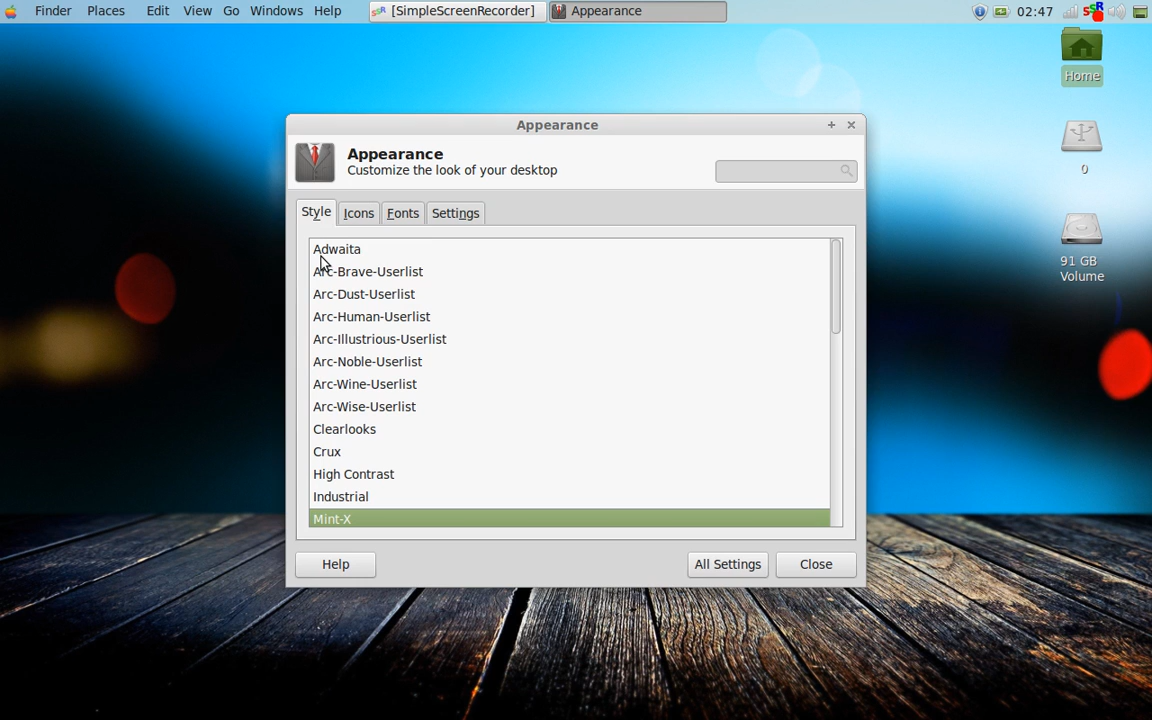 Finder Places Edit View Go Windows Help [SimpleScreenRecorder] Appearance 02:47 SSR
Home
0
91 GB
Volume
Appearance
Appearance
Customize the look of your desktop
Style Icons Fonts Settings
Adwaita
Arc-Brave-Userlist
Arc-Dust-Userlist
Arc-Human-Userlist
Arc-Illustrious-Userlist
Arc-Noble-Userlist
Arc-Wine-Userlist
Arc-Wise-Userlist
Clearlooks
Crux
High Contrast
Industrial
Mint-X
Help All Settings Close